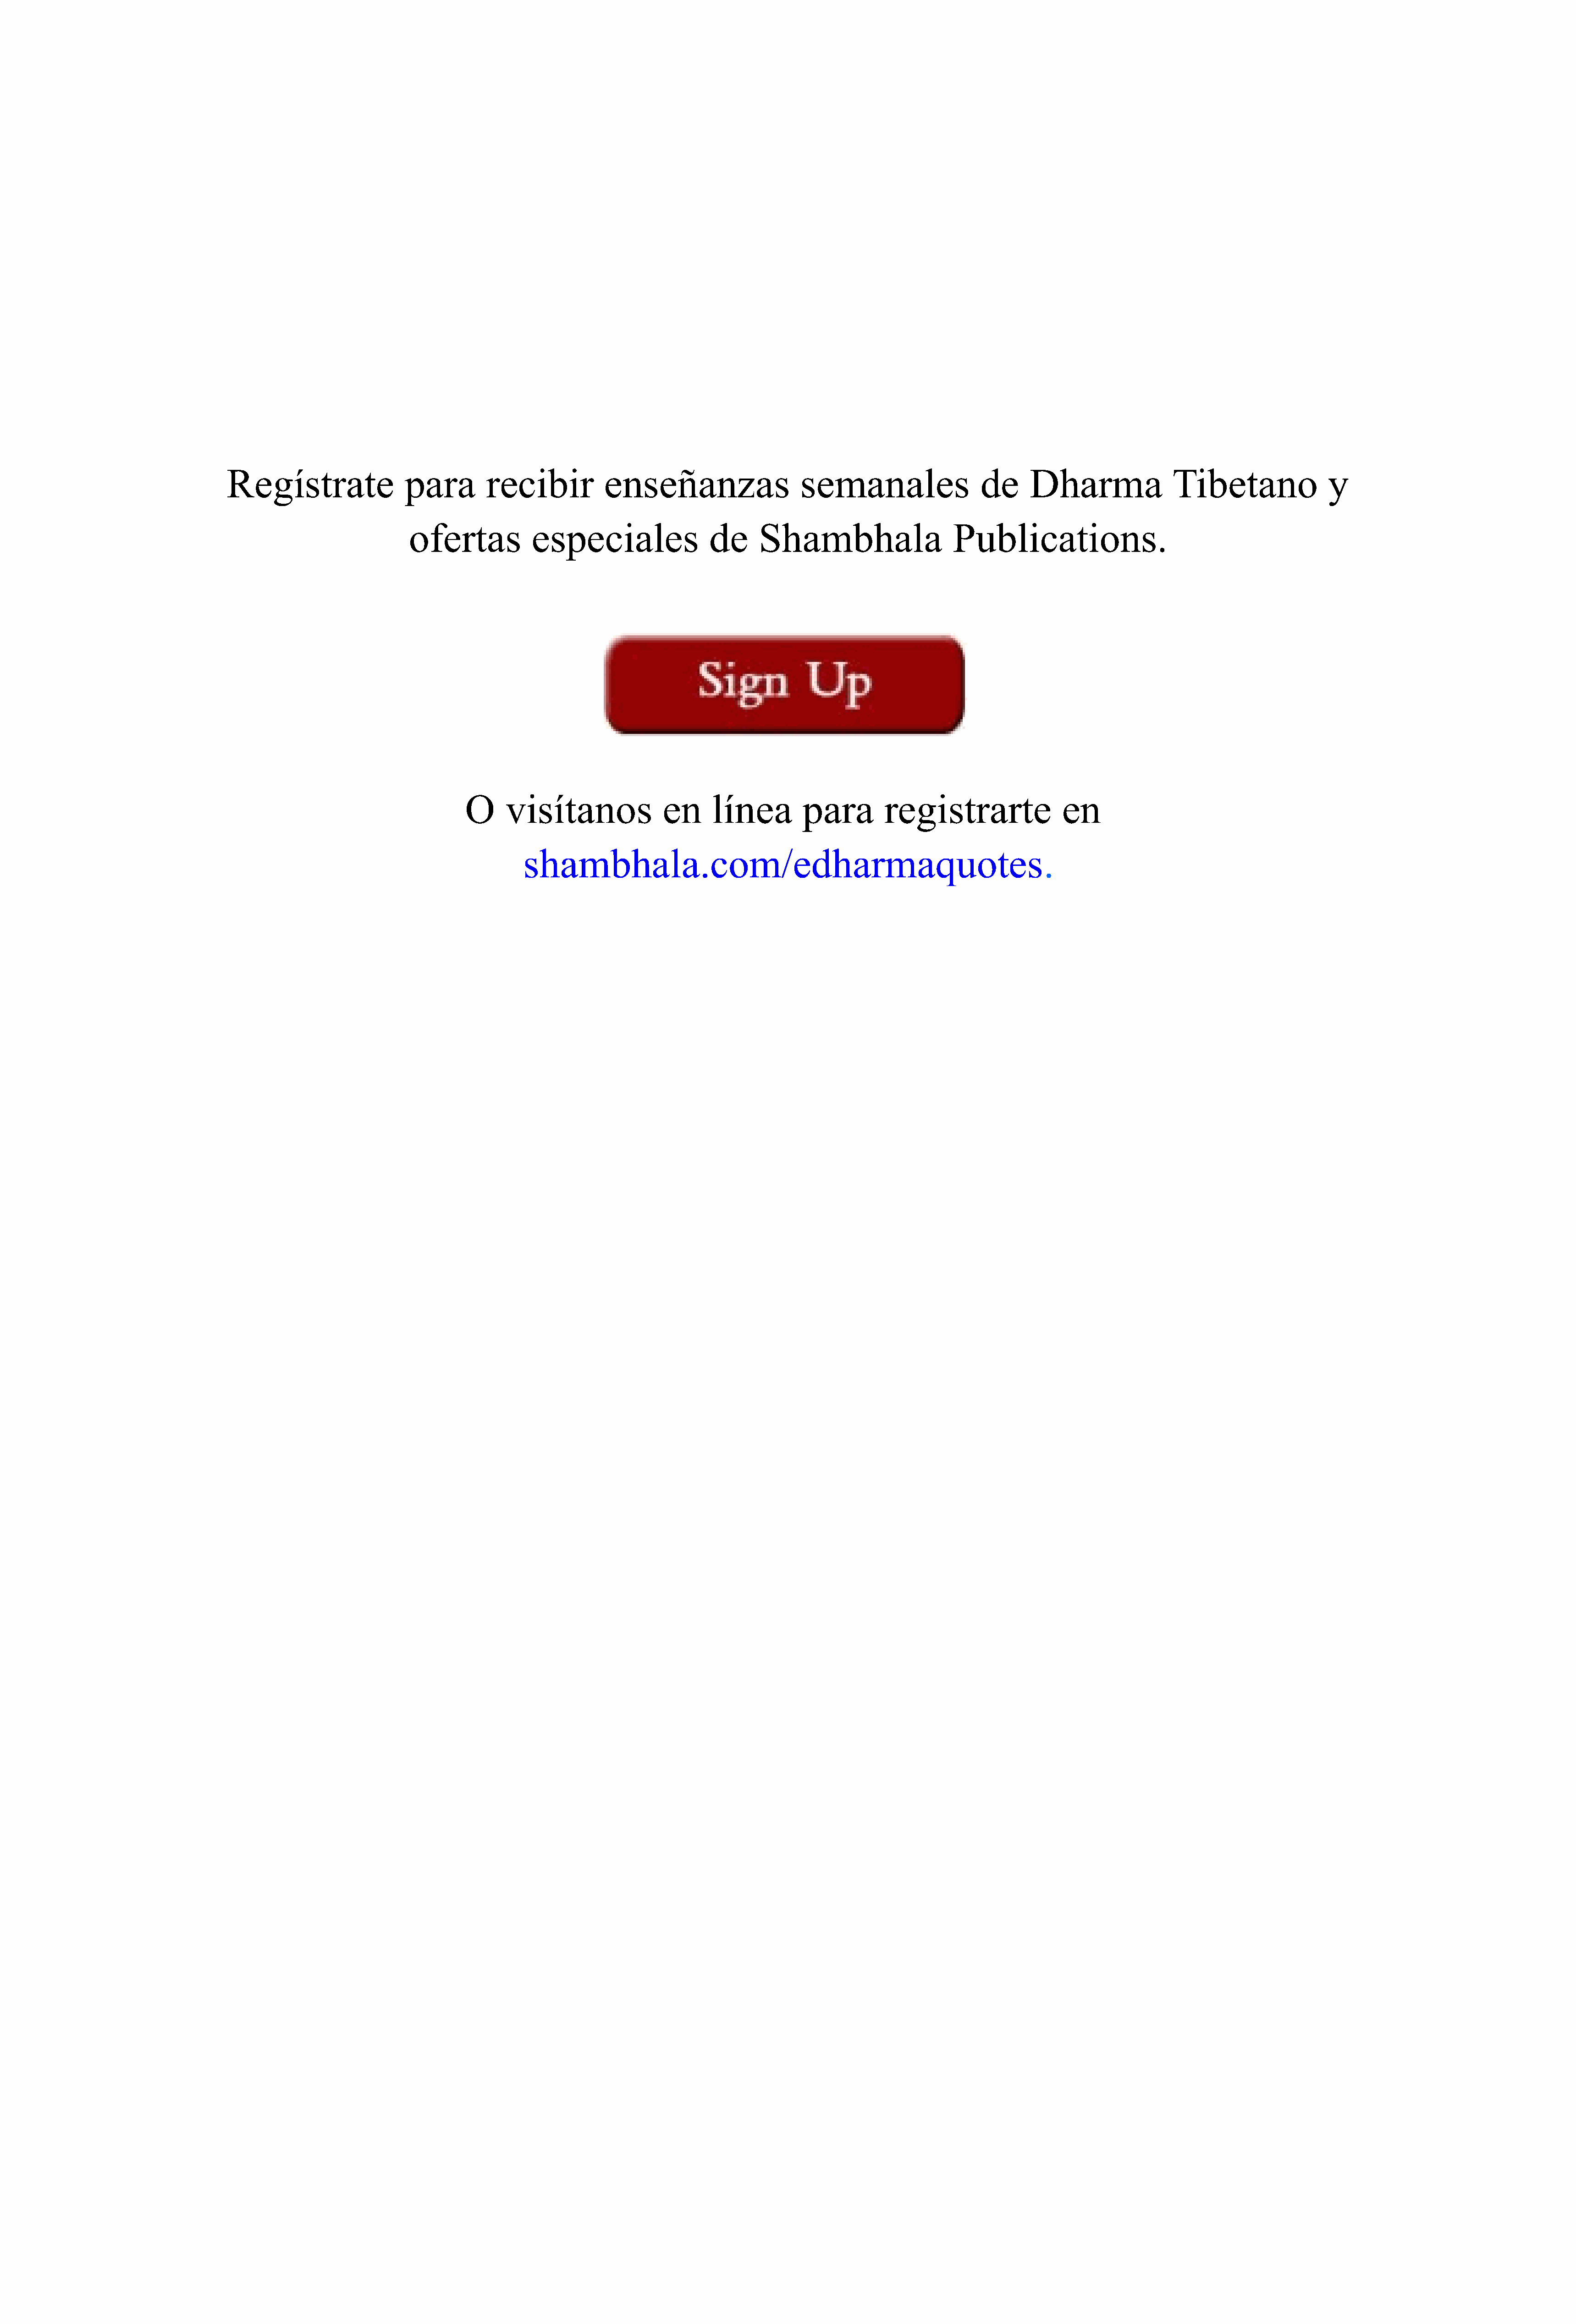 Regístrate para recibir enseñanzas semanales de Dharma Tibetano y
ofertas especiales de Shambhala Publications.
Sign Up
O visítanos en línea para registrarte en
shambhala.com/edharmaquotes.